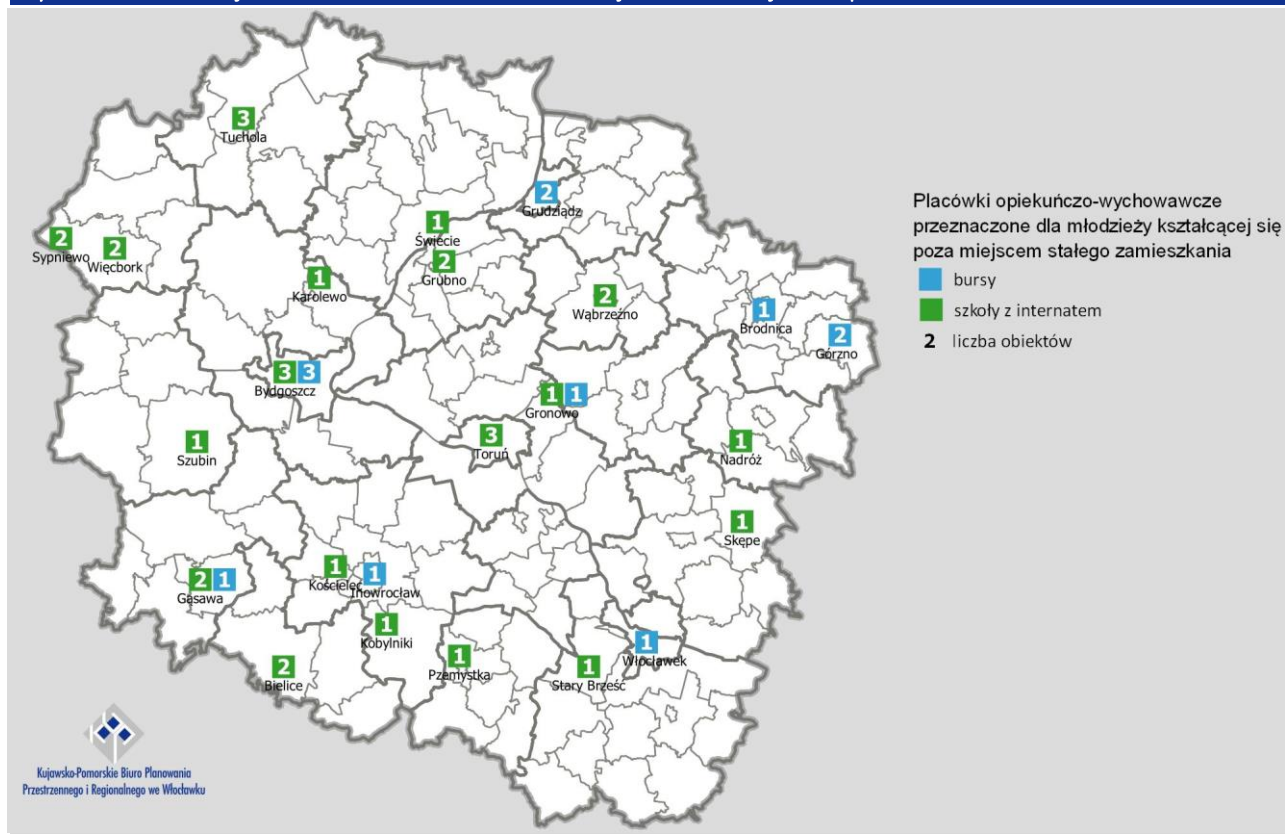 3
Tuchola
2
Grudziądz
1
Świecie
2
Sypniewo
2
Więcbork
2
Grubno
1
Karolewo
2
Wąbrzeźno
1
Brodnica
2
Górzno
3 3
Bydgoszcz
1 1
Gronowo
3
Toruń
1
Szubin
1
Nadróż
1
Skępe
2 1
Gąsawa
1
Kościelec
1
Inowrocław
1
Kobylniki
1
Włocławek
2
Bielice
1
Pzemystka
1
Stary Brześć
Placówki opiekuńczo-wychowawcze
przeznaczone dla młodzieży kształcącej się
poza miejscem stałego zamieszkania
bursy
szkoły z internatem
2 liczba obiektów
Kujawsko-Pomorskie Biuro Planowania
Przestrzennego i Regionalnego we Włocławku